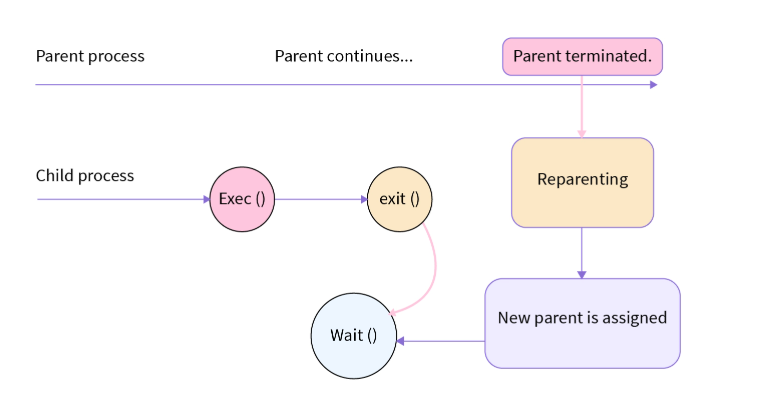 Parent process
Parent continues...
Parent terminated.
Child process
Exec ()
exit ()
Reparenting
New parent is assigned
Wait ()